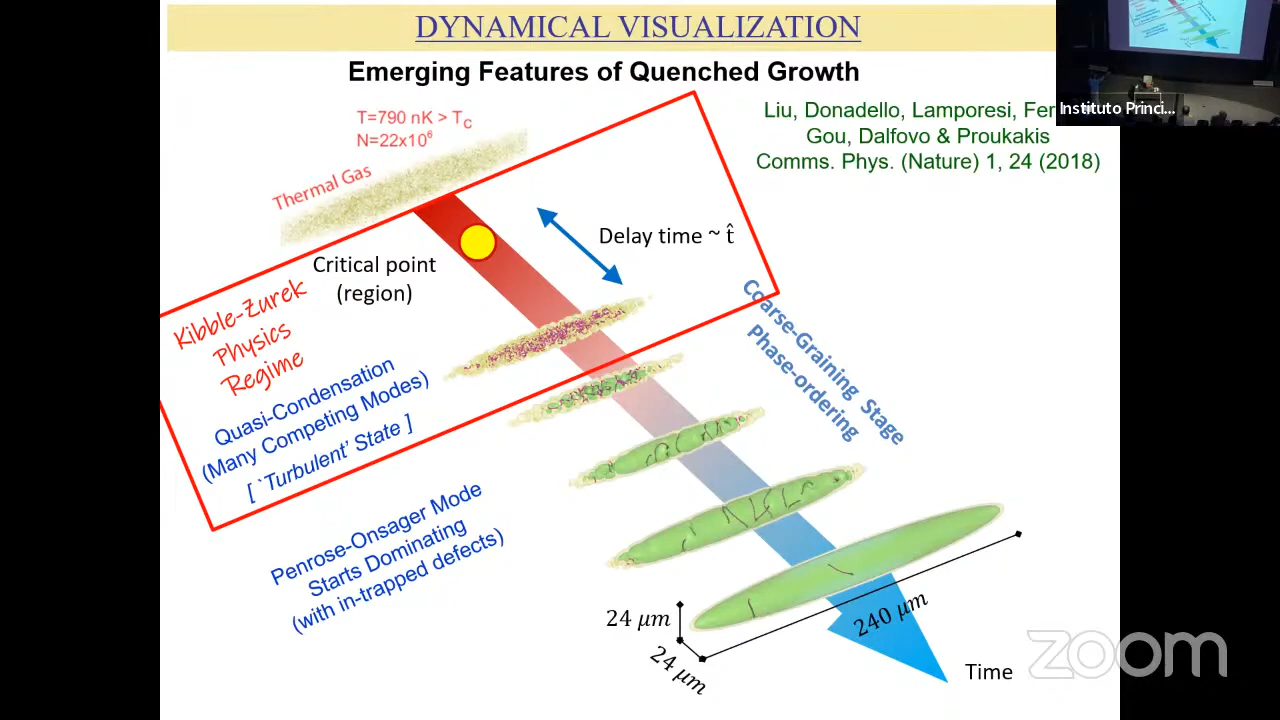 DYNAMICAL VISUALIZATION
Emerging Features of Quenched Growth
Instituto Princi...
Liu, Donadello, Lamporesi, Fer
Gou, Dalfovo & Proukakis
Comms. Phys. (Nature) 1, 24 (2018)
T=790 nK > Tc
N=22x10⁶
Thermal Gas
Delay time ~ t̂
Critical point
(region)
Kibble-Zurek
Physics
Regime
Coarse-Graining Stage
Phase-ordering
Quasi-Condensation
(Many Competing Modes)
[ `Turbulent' State ]
Penrose-Onsager Mode
Starts Dominating
(with in-trapped defects)
24 μm
24 μm
240 μm
Time
zoom